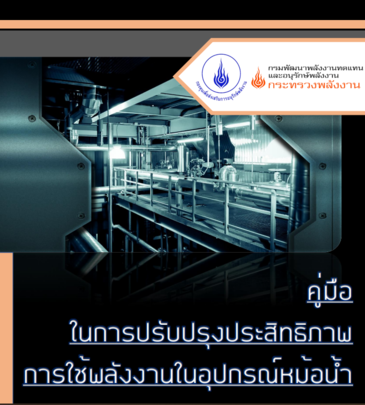 กรมพัฒนาพลังงานทดแทน
และอนุรักษ์พลังงาน
กระทรวงพลังงาน
คู่มือ
ในการปรับปรุงประสิทธิภาพ
การใช้พลังงานในอุปกรณ์หม้อน้ำ